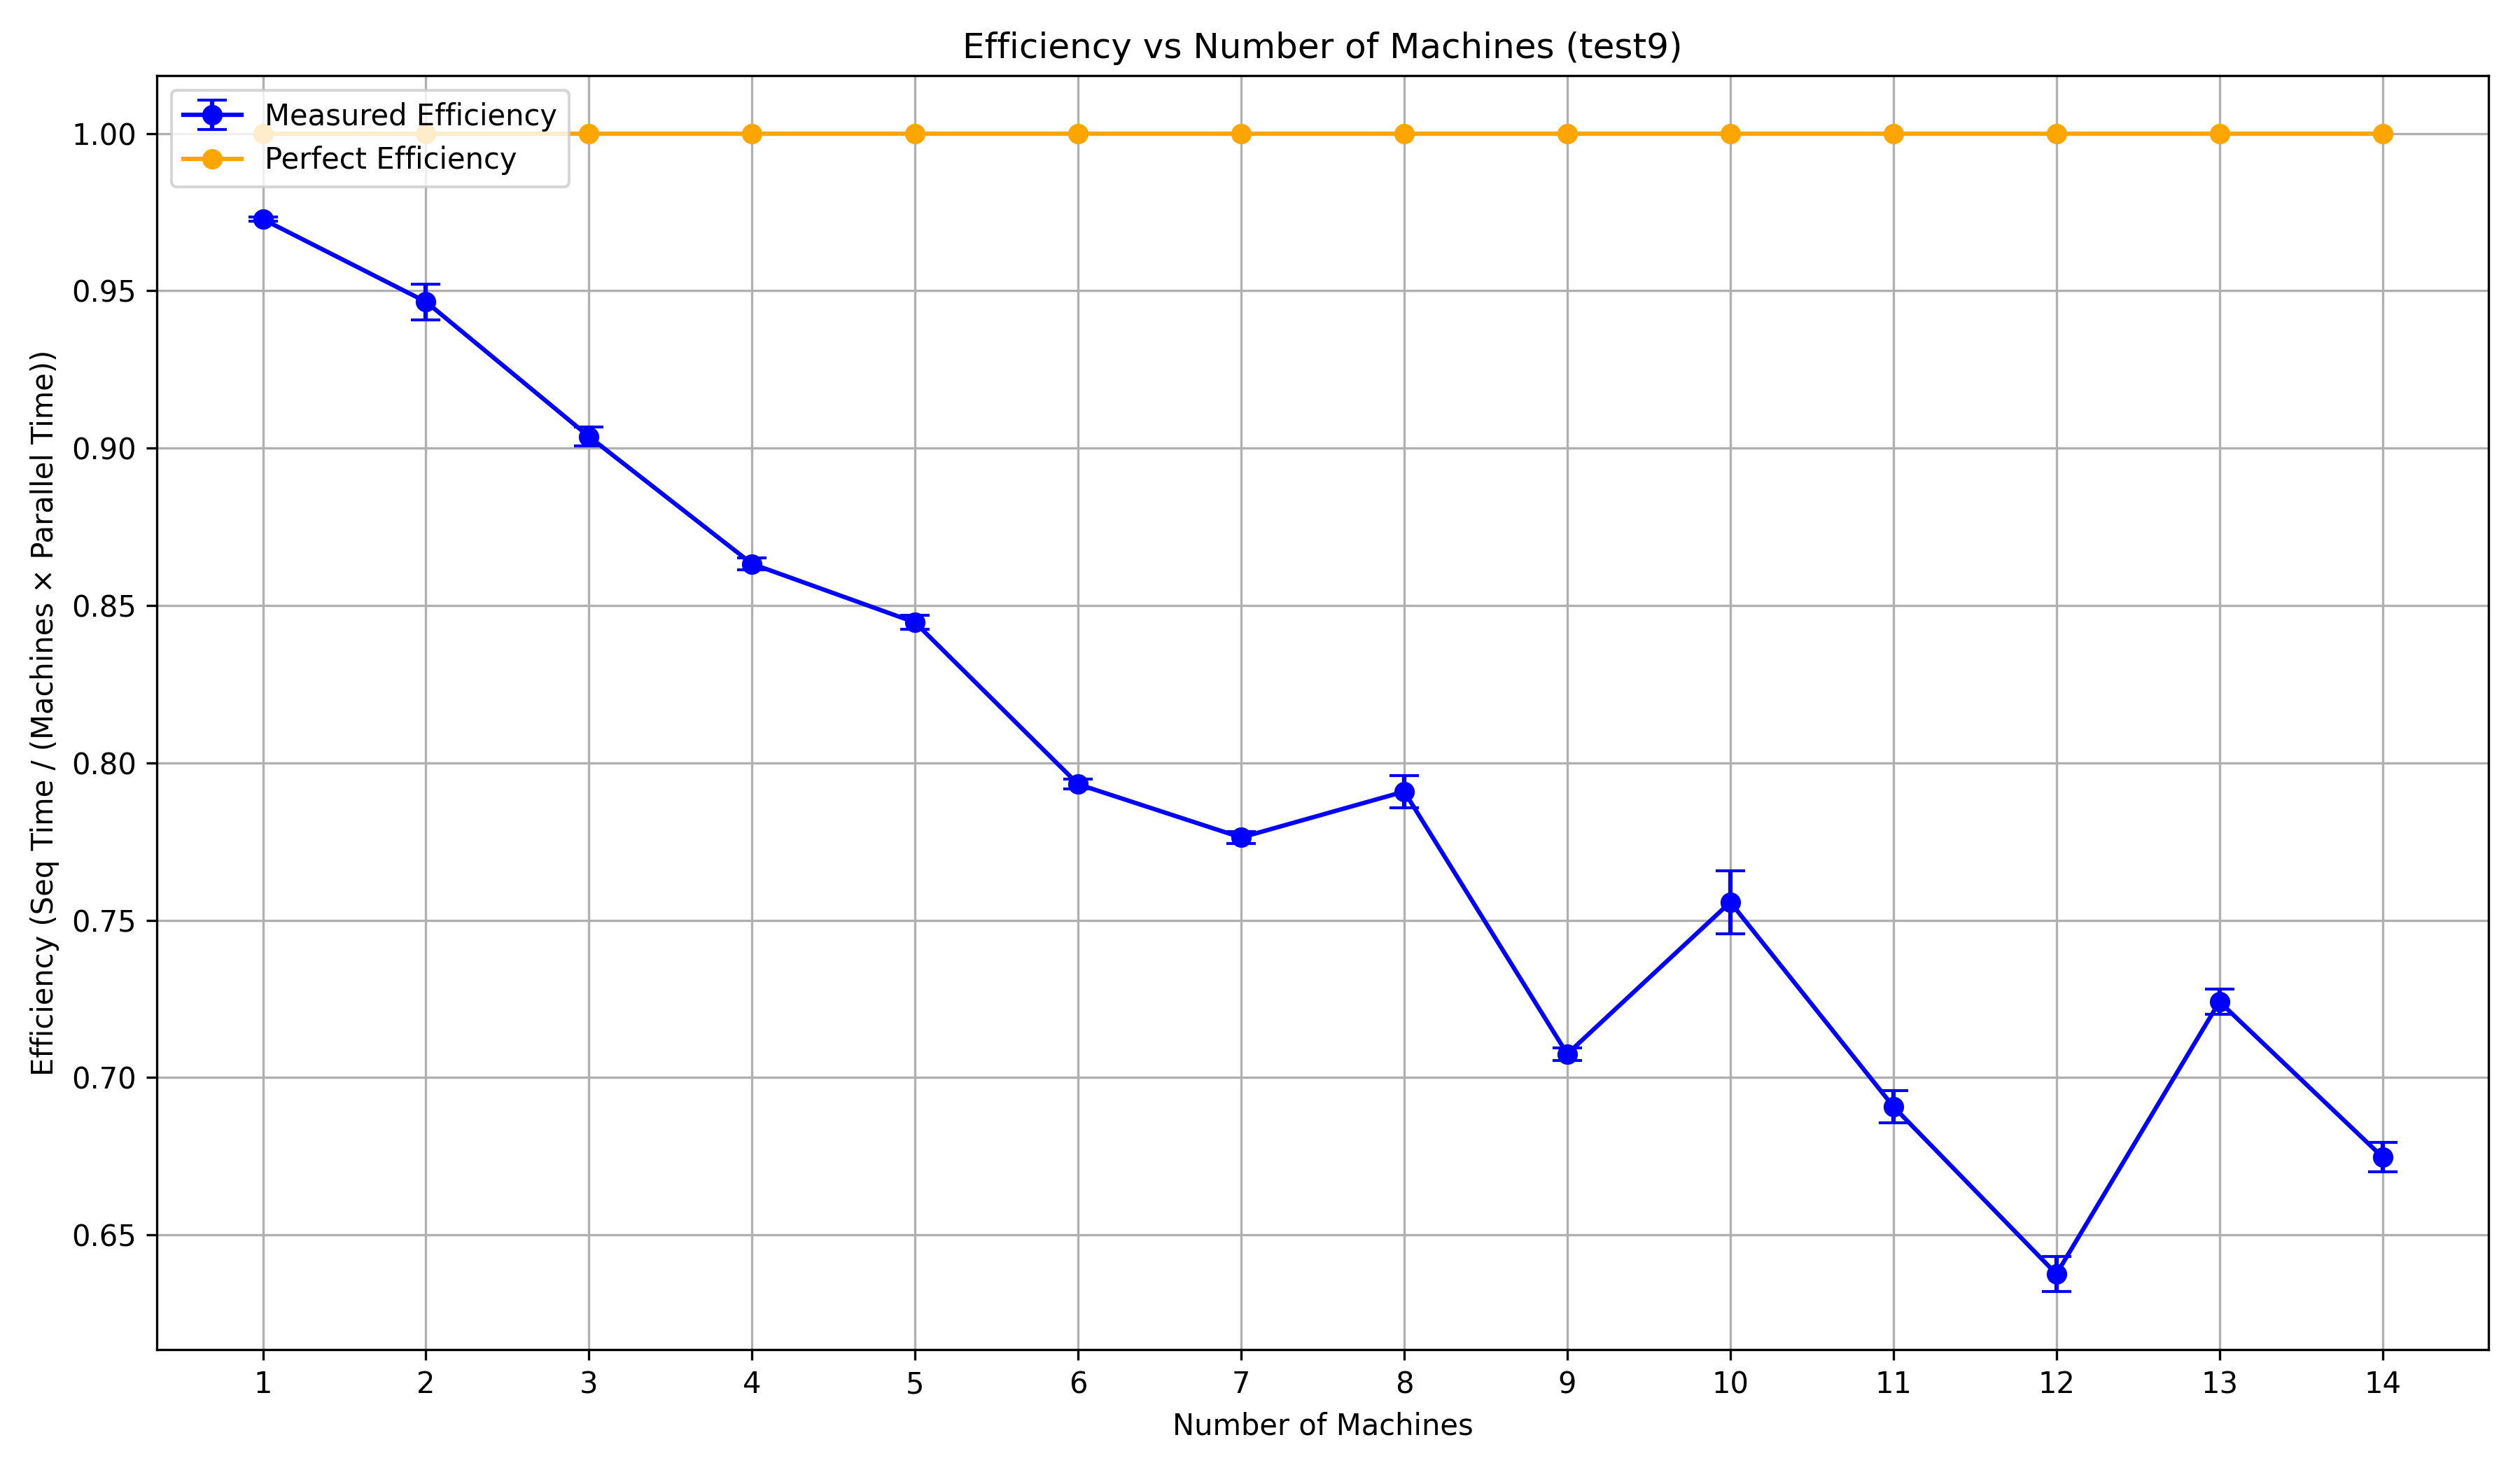 Efficiency vs Number of Machines (test9)
Measured Efficiency
Perfect Efficiency
Efficiency (Seq Time / (Machines × Parallel Time))
1.00
0.95
0.90
0.85
0.80
0.75
0.70
0.65
1 2 3 4 5 6 7 8 9 10 11 12 13 14
Number of Machines